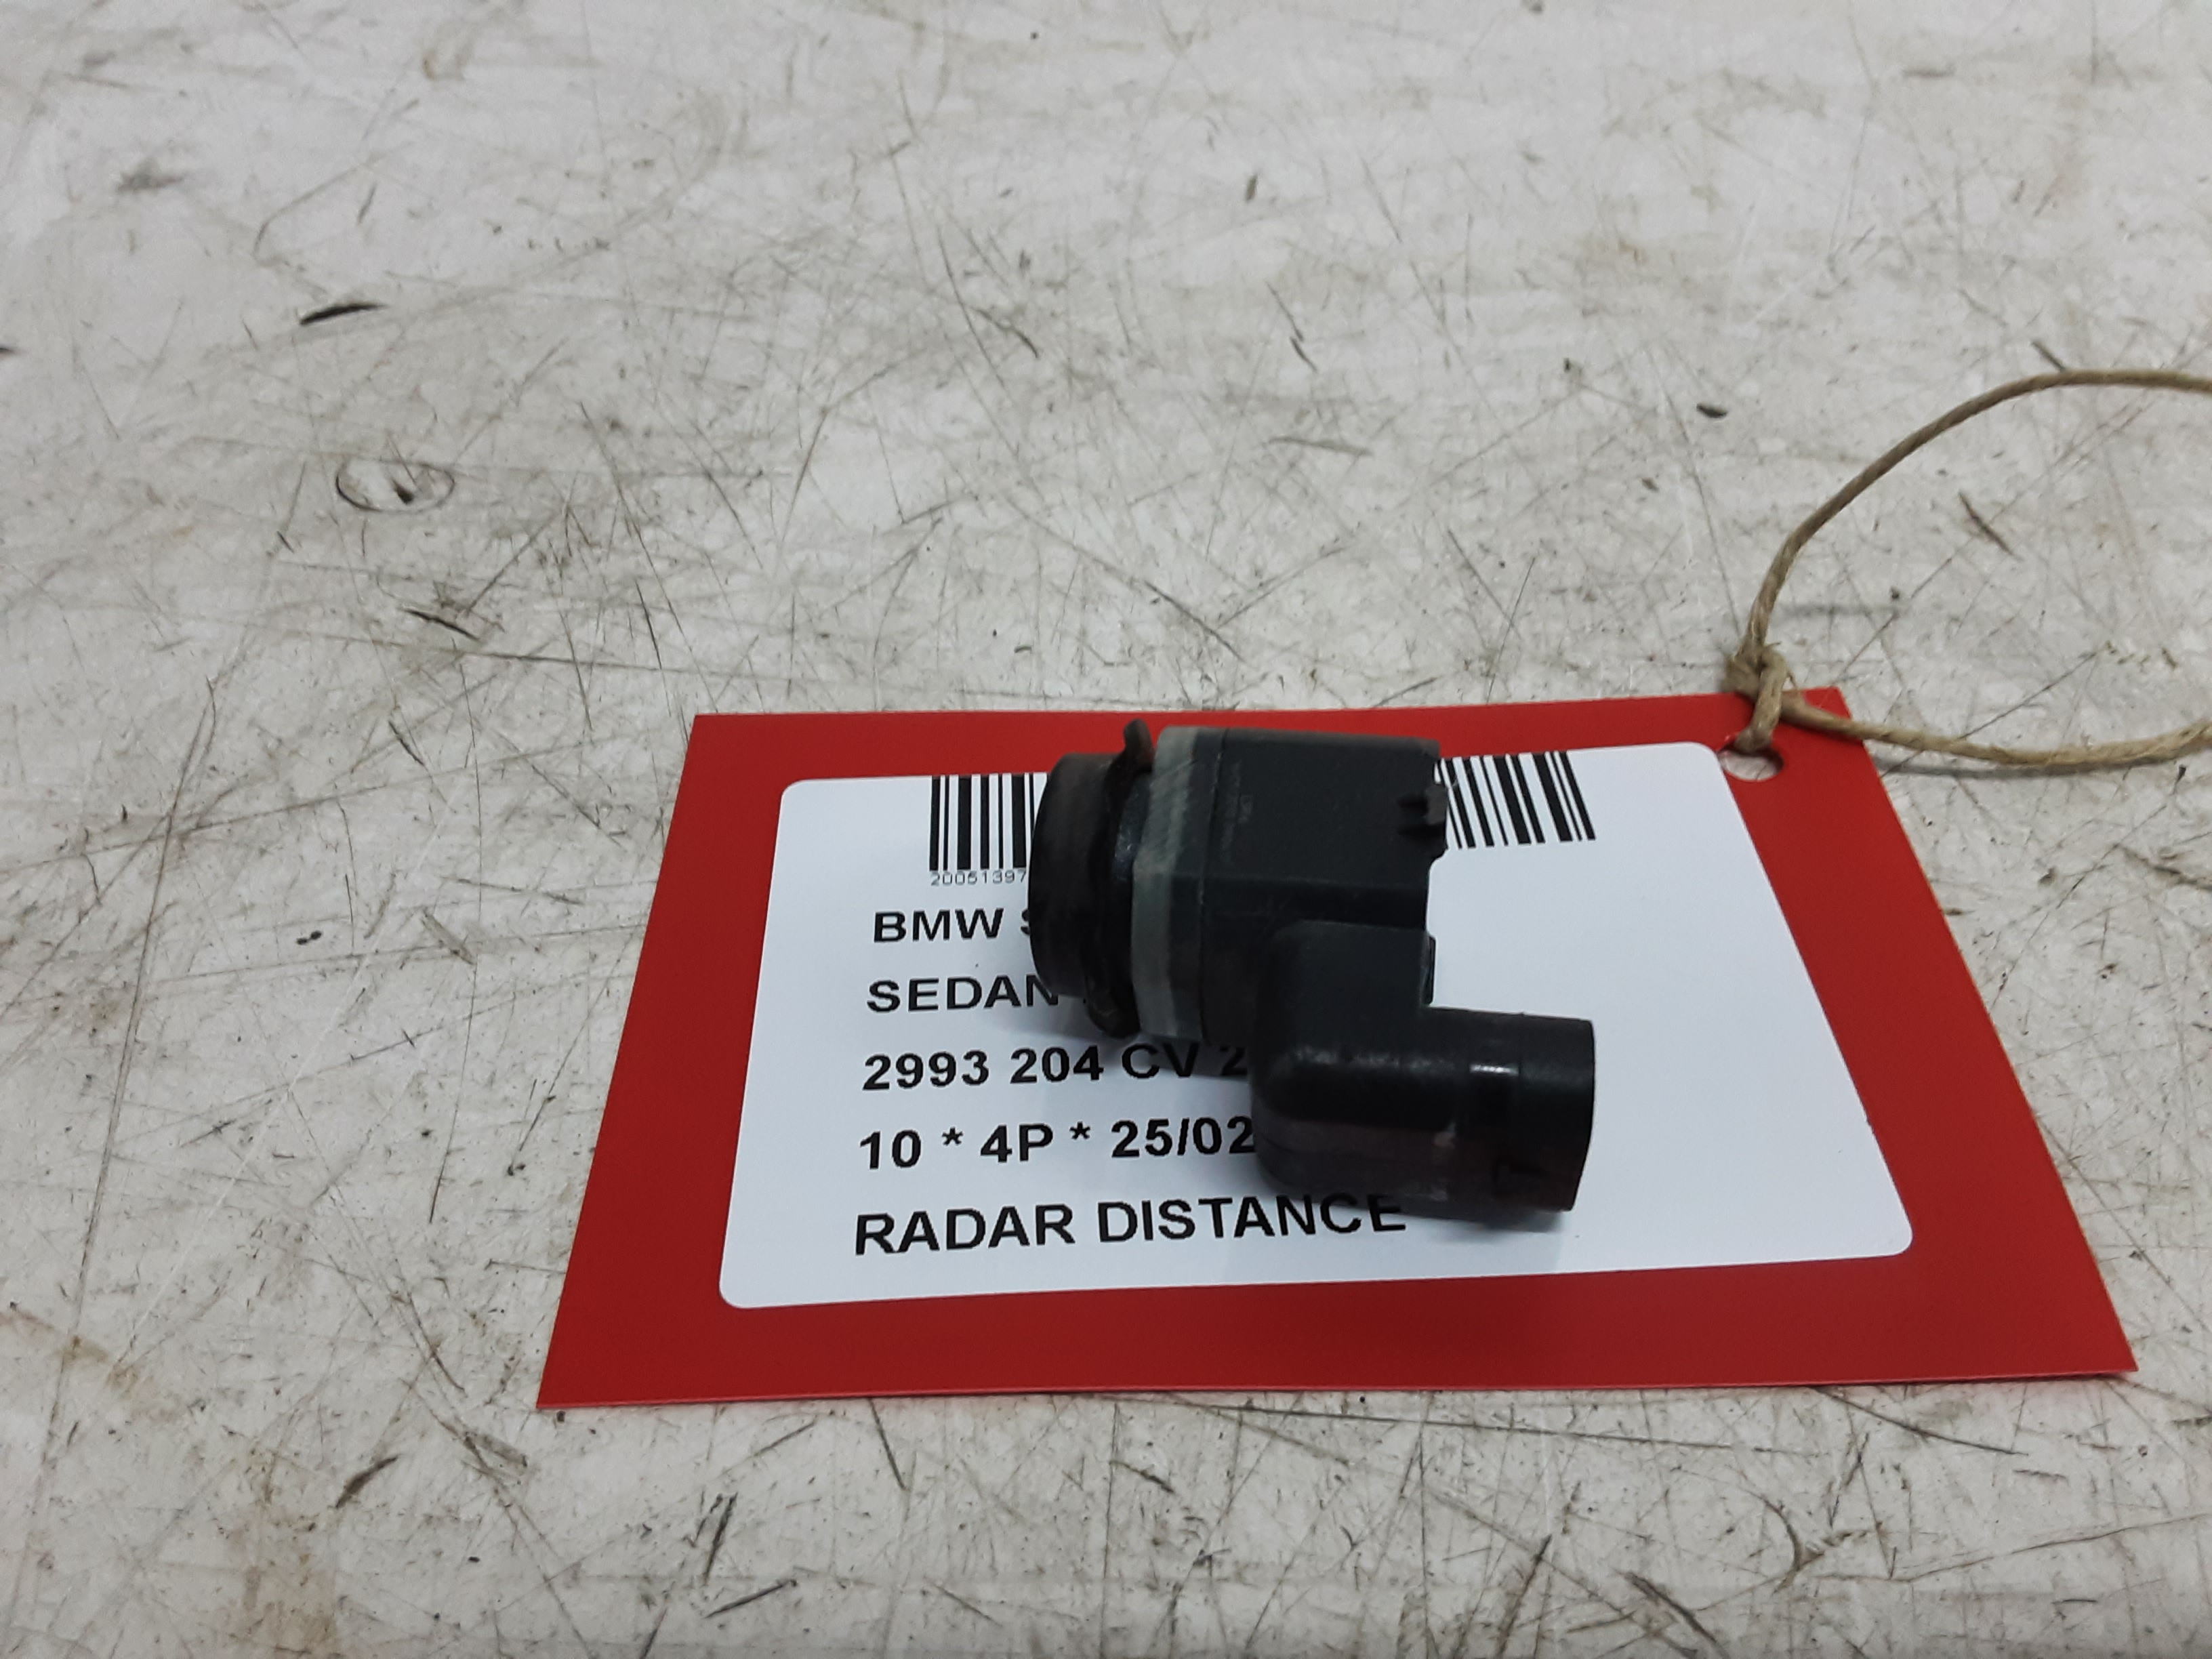 20051397
BMW
SEDAN
2993 204 CV
10 * 4P * 25/02
RADAR DISTANCE